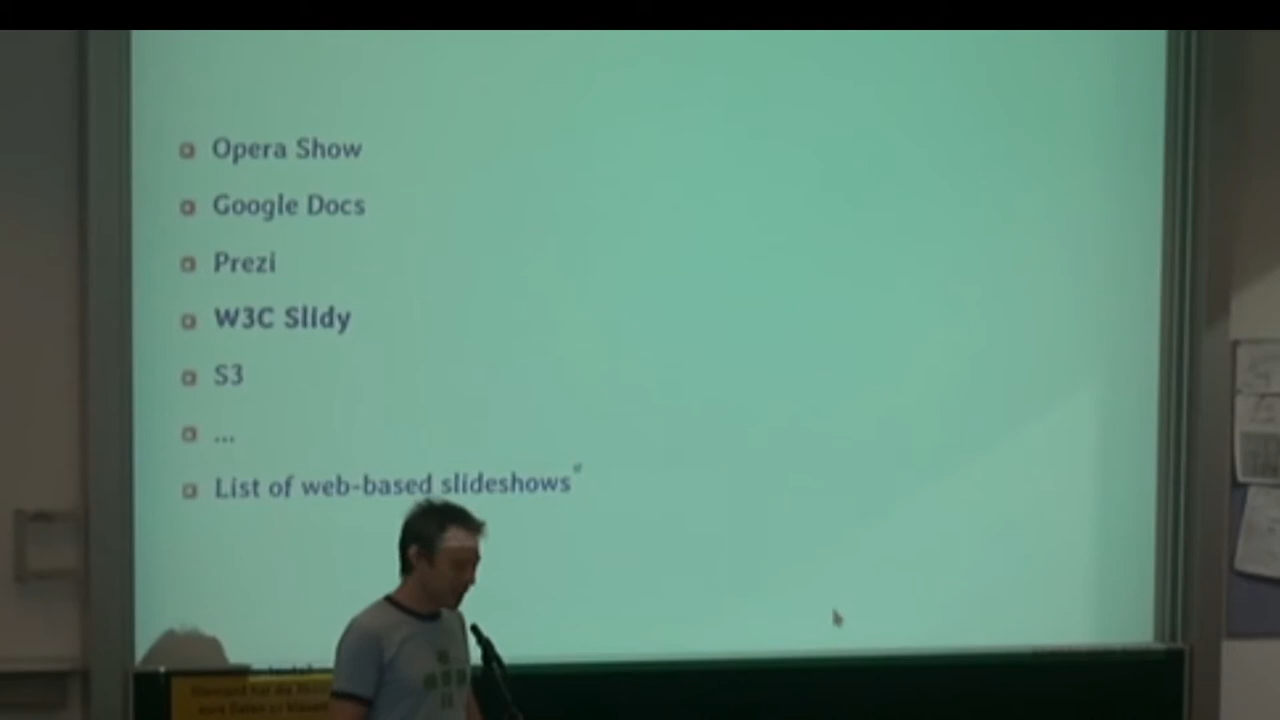 Opera Show
Google Docs
Prezi
W3C Slidy
S3
...
List of web-based slideshows